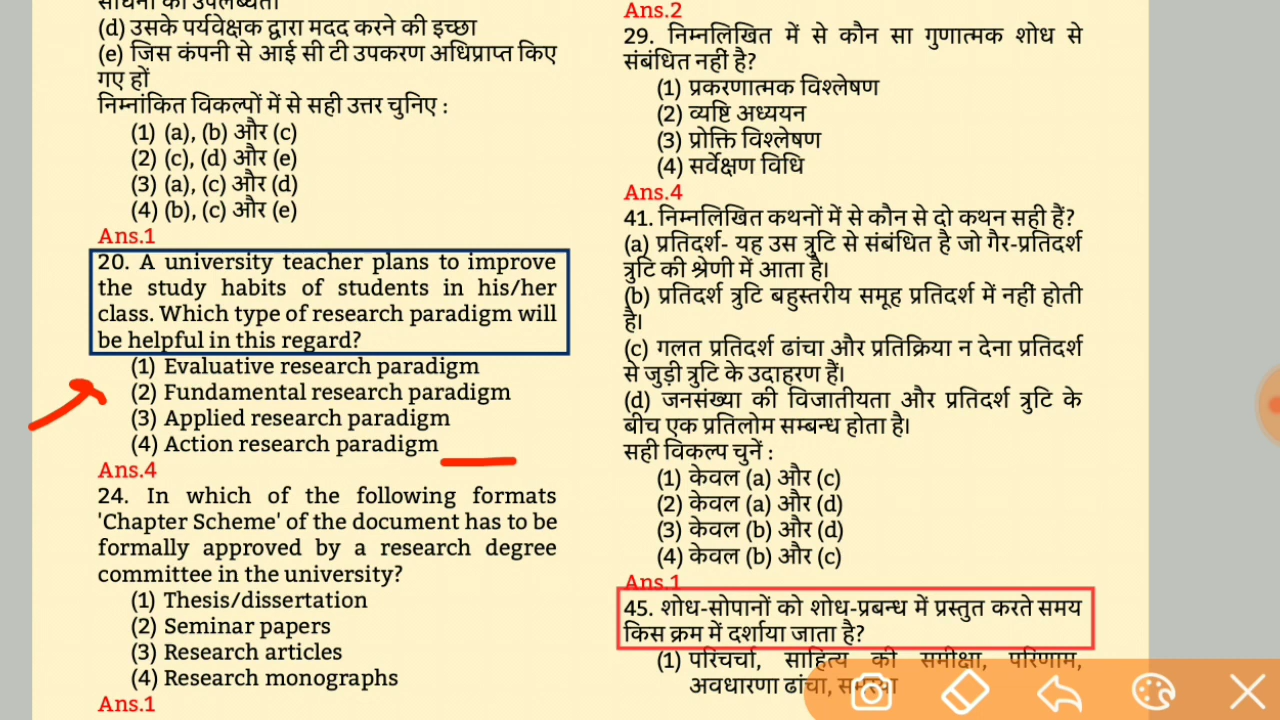 (d) उसके पर्यवेक्षक द्वारा मदद करने की इच्छा
(e) जिस कंपनी से आई सी टी उपकरण अधिप्राप्त किए
गए हों
निम्नांकित विकल्पों में से सही उत्तर चुनिए :
(1) (a), (b) और (c)
(2) (c), (d) और (e)
(3) (a), (c) और (d)
(4) (b), (c) और (e)
Ans.1
20. A university teacher plans to improve
the study habits of students in his/her
class. Which type of research paradigm will
be helpful in this regard?
(1) Evaluative research paradigm
(2) Fundamental research paradigm
(3) Applied research paradigm
(4) Action research paradigm
Ans.4
24. In which of the following formats
'Chapter Scheme' of the document has to be
formally approved by a research degree
committee in the university?
(1) Thesis/dissertation
(2) Seminar papers
(3) Research articles
(4) Research monographs
Ans.1
Ans.2
29. निम्नलिखित में से कौन सा गुणात्मक शोध से
संबंधित नहीं है?
(1) प्रकरणात्मक विश्लेषण
(2) व्यष्टि अध्ययन
(3) प्रोक्ति विश्लेषण
(4) सर्वेक्षण विधि
Ans.4
41. निम्नलिखित कथनों में से कौन से दो कथन सही हैं?
(a) प्रतिदर्श- यह उस त्रुटि से संबंधित है जो गैर-प्रतिदर्श
त्रुटि की श्रेणी में आता है।
(b) प्रतिदर्श त्रुटि बहुस्तरीय समूह प्रतिदर्श में नहीं होती
है।
(c) गलत प्रतिदर्श ढांचा और प्रतिक्रिया न देना प्रतिदर्श
से जुड़ी त्रुटि के उदाहरण हैं।
(d) जनसंख्या की विजातीयता और प्रतिदर्श त्रुटि के
बीच एक प्रतिलोम सम्बन्ध होता है।
सही विकल्प चुनें :
(1) केवल (a) और (c)
(2) केवल (a) और (d)
(3) केवल (b) और (d)
(4) केवल (b) और (c)
Ans.1
45. शोध-सोपानों को शोध-प्रबन्ध में प्रस्तुत करते समय
किस क्रम में दर्शाया जाता है?
(1) परिचर्चा, साहित्य की समीक्षा, परिणाम,
अवधारणा ढांचा, समस्या